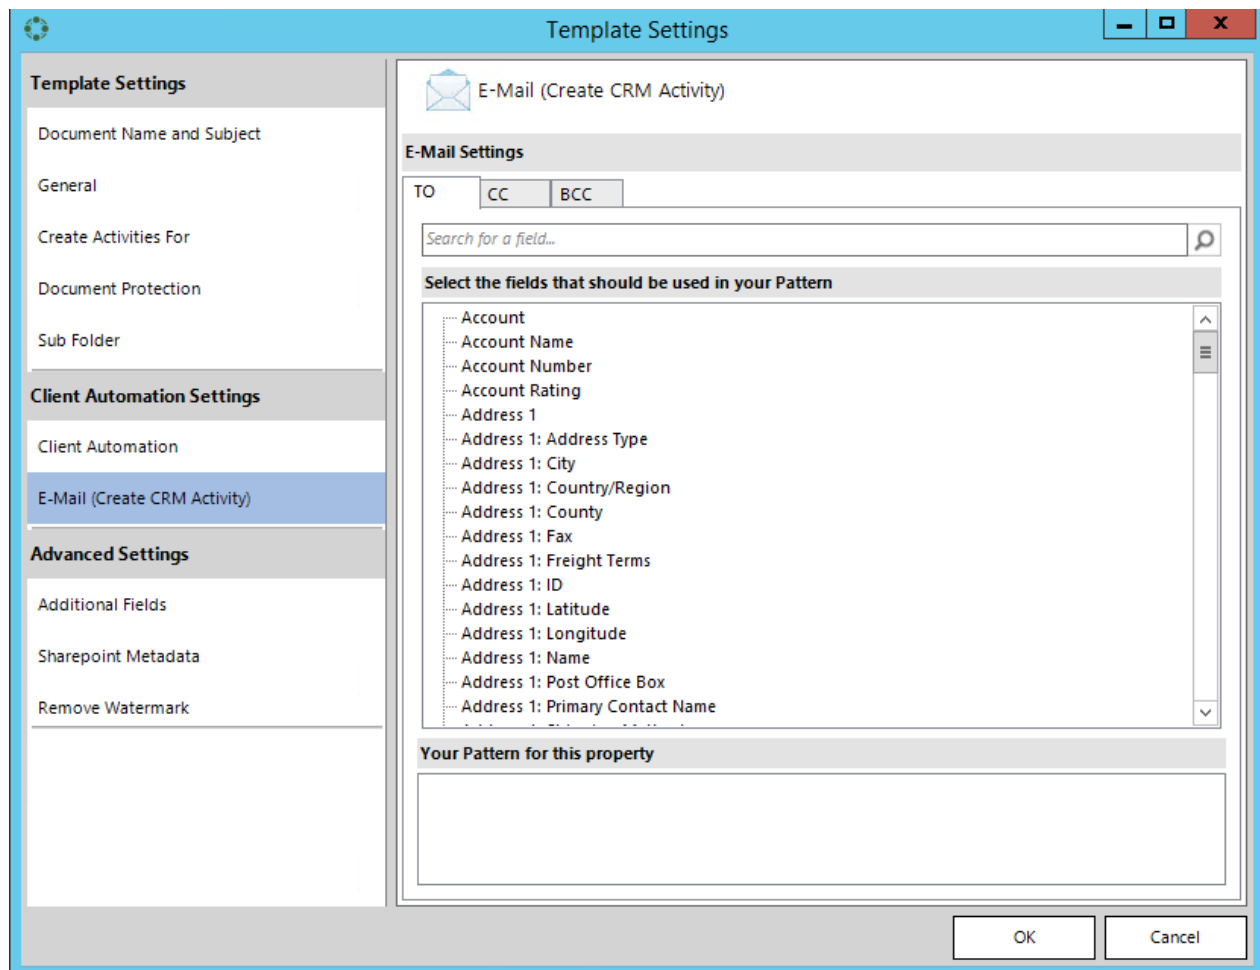 Template Settings
Template Settings
Document Name and Subject
General
Create Activities For
Document Protection
Sub Folder
Client Automation Settings
Client Automation
E-Mail (Create CRM Activity)
Advanced Settings
Additional Fields
Sharepoint Metadata
Remove Watermark
E-Mail (Create CRM Activity)
E-Mail Settings
TO CC BCC
Search for a field...
Select the fields that should be used in your Pattern
Account
Account Name
Account Number
Account Rating
Address 1
Address 1: Address Type
Address 1: City
Address 1: Country/Region
Address 1: County
Address 1: Fax
Address 1: Freight Terms
Address 1: ID
Address 1: Latitude
Address 1: Longitude
Address 1: Name
Address 1: Post Office Box
Address 1: Primary Contact Name
Your Pattern for this property
OK Cancel